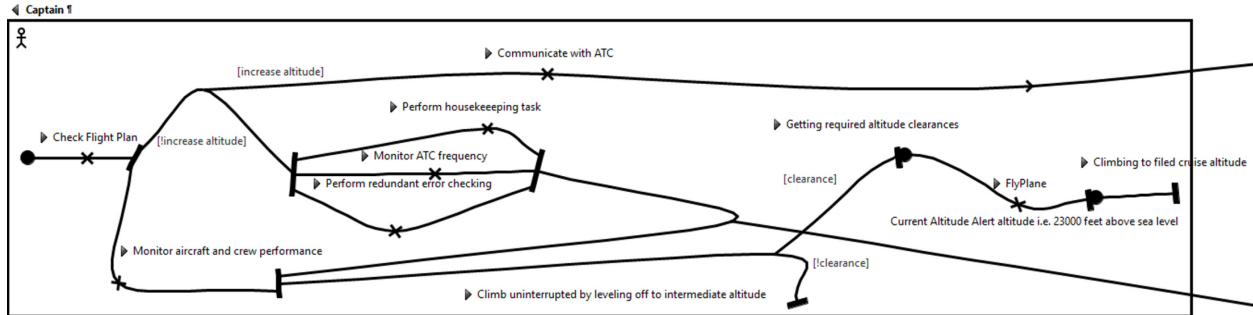 Captain ¶
Communicate with ATC
[increase altitude]
Perform housekeeeping task
Getting required altitude clearances
Check Flight Plan
[!increase altitude]
Monitor ATC frequency
Climbing to filed cruise altitude
Perform redundant error checking
[clearance]
FlyPlane
Current Altitude Alert altitude i.e. 23000 feet above sea level
Monitor aircraft and crew performance
[!clearance]
Climb uninterrupted by leveling off to intermediate altitude